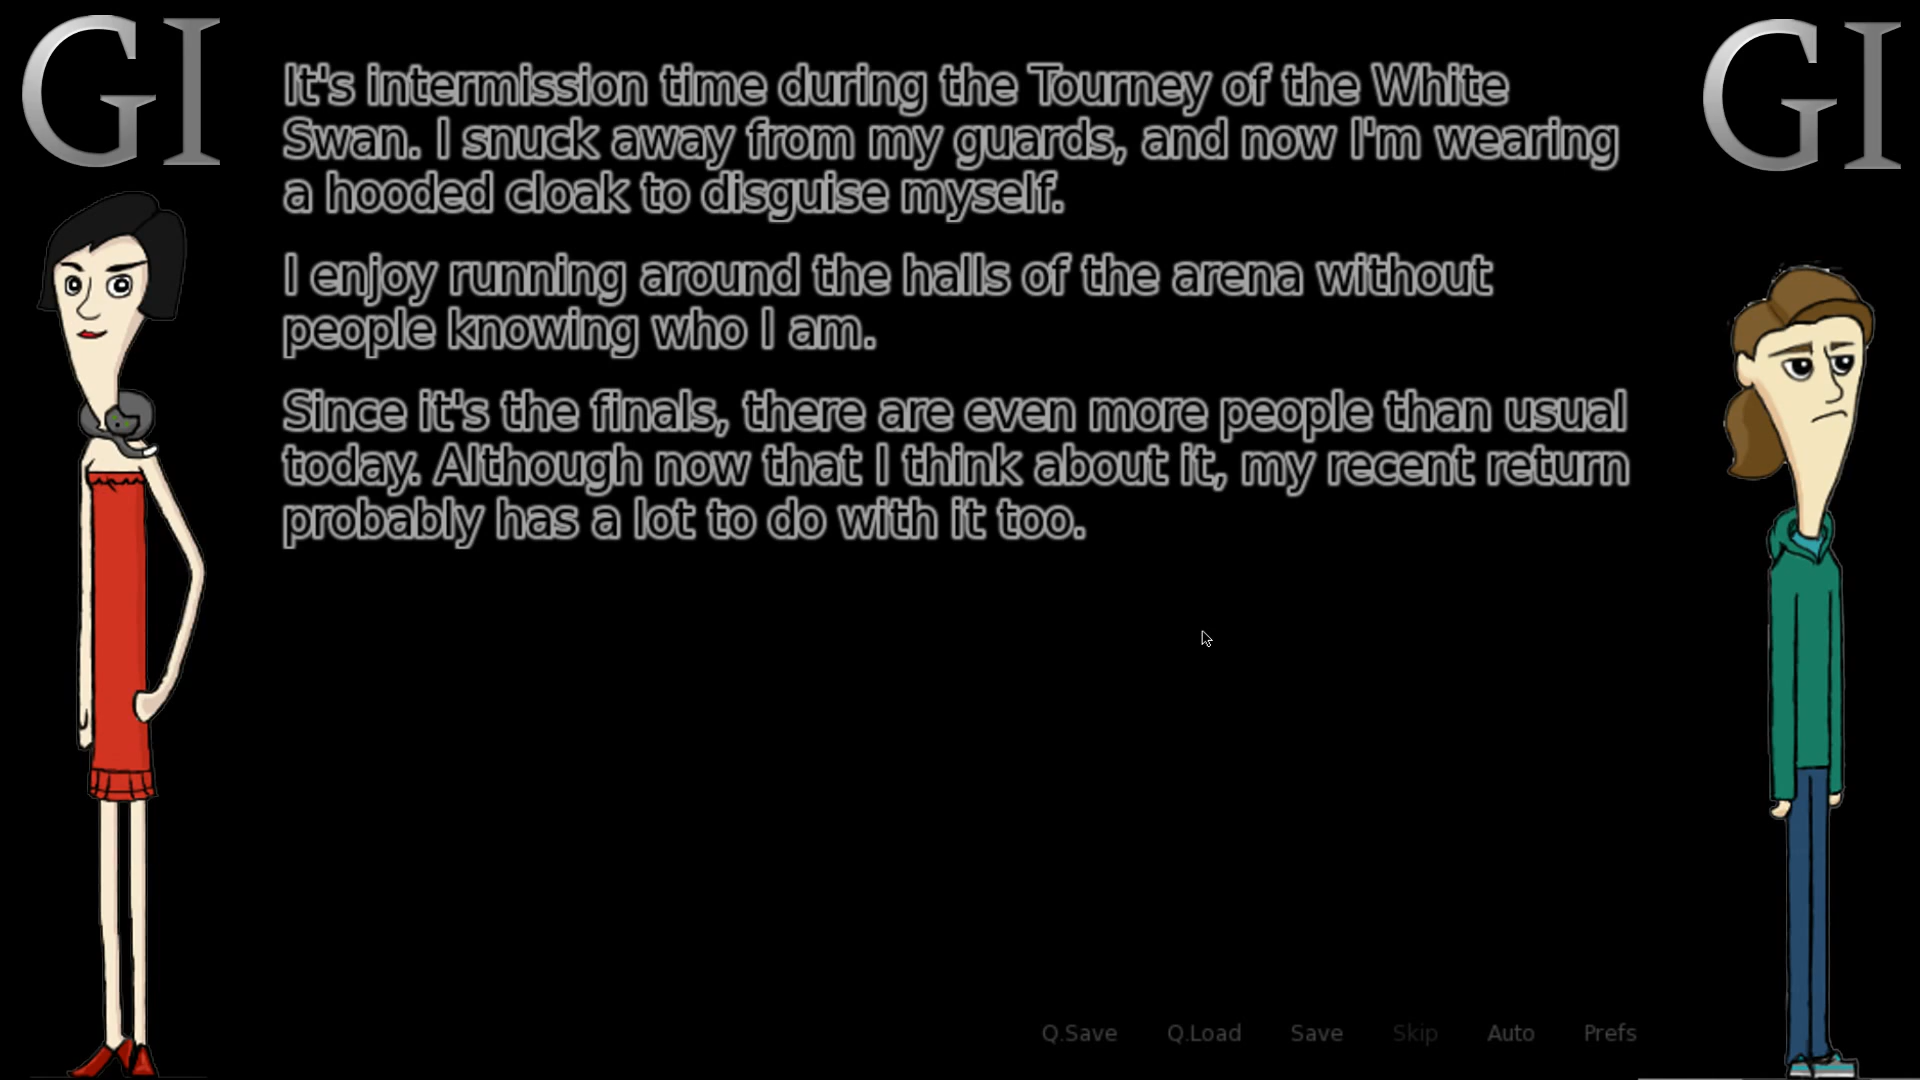 GI
GI
It's intermission time during the Tourney of the White
Swan. I snuck away from my guards, and now I'm wearing
a hooded cloak to disguise myself.
I enjoy running around the halls of the arena without
people knowing who I am.
Since it's the finals, there are even more people than usual
today. Although now that I think about it, my recent return
probably has a lot to do with it too.
Q.Save Q.Load Save Skip Auto Prefs